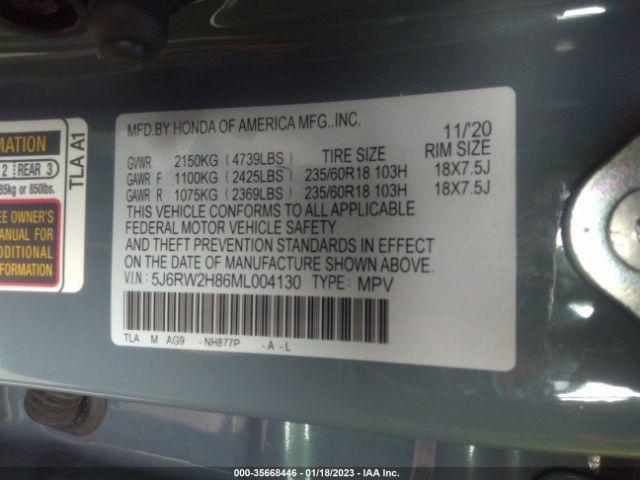 MFD.BY HONDA OF AMERICA MFG.,INC. 11/'20
GVWR 2150KG (4739LBS) TIRE SIZE RIM SIZE
GAWR F 1100KG (2425LBS) 235/60R18 103H 18X7.5J
GAWR R 1075KG (2369LBS) 235/60R18 103H 18X7.5J
THIS VEHICLE CONFORMS TO ALL APPLICABLE
FEDERAL MOTOR VEHICLE SAFETY
AND THEFT PREVENTION STANDARDS IN EFFECT
ON THE DATE OF MANUFACTURE SHOWN ABOVE.
V.I.N: 5J6RW2H86ML004130 TYPE: MPV
TLA M AG9 - NH877P - A - L
MATION
2 REAR 3
85kg or 850lbs.
TLA A1
EE OWNER'S
MANUAL FOR
ADDITIONAL
INFORMATION
000-35668446 - 01/18/2023 - IAA Inc.